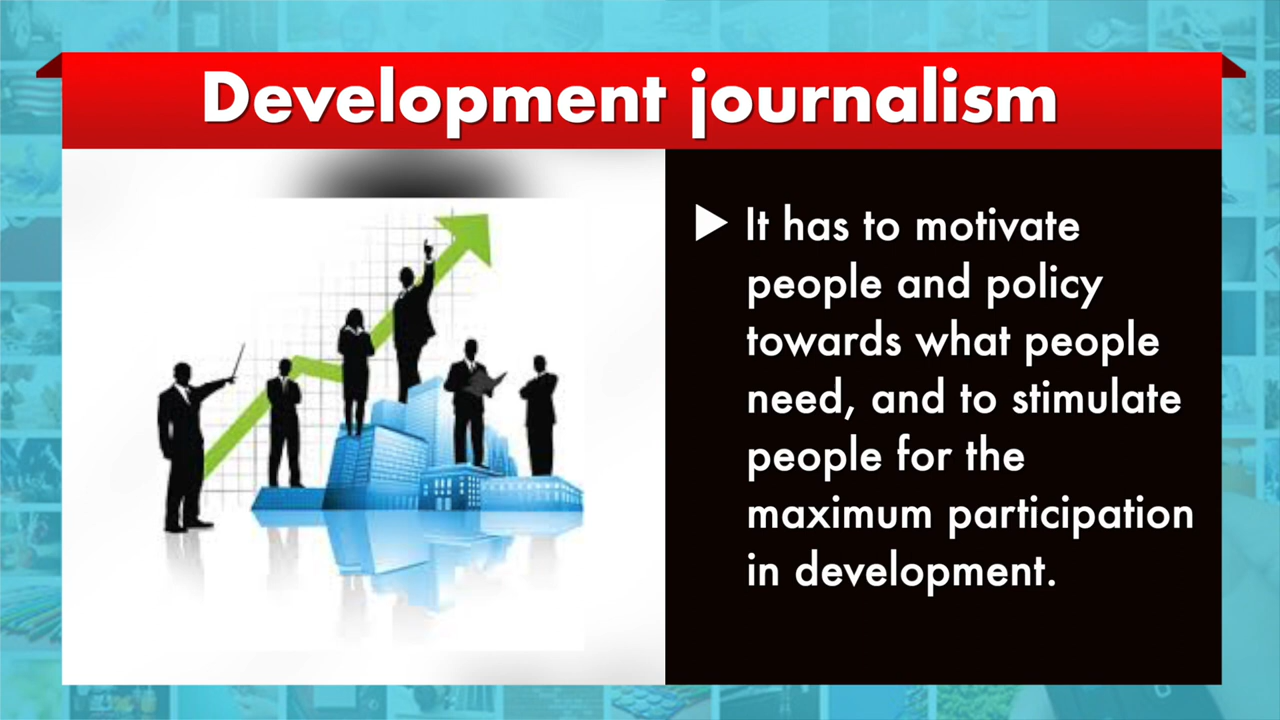 Development journalism
It has to motivate
people and policy
towards what people
need, and to stimulate
people for the
maximum participation
in development.